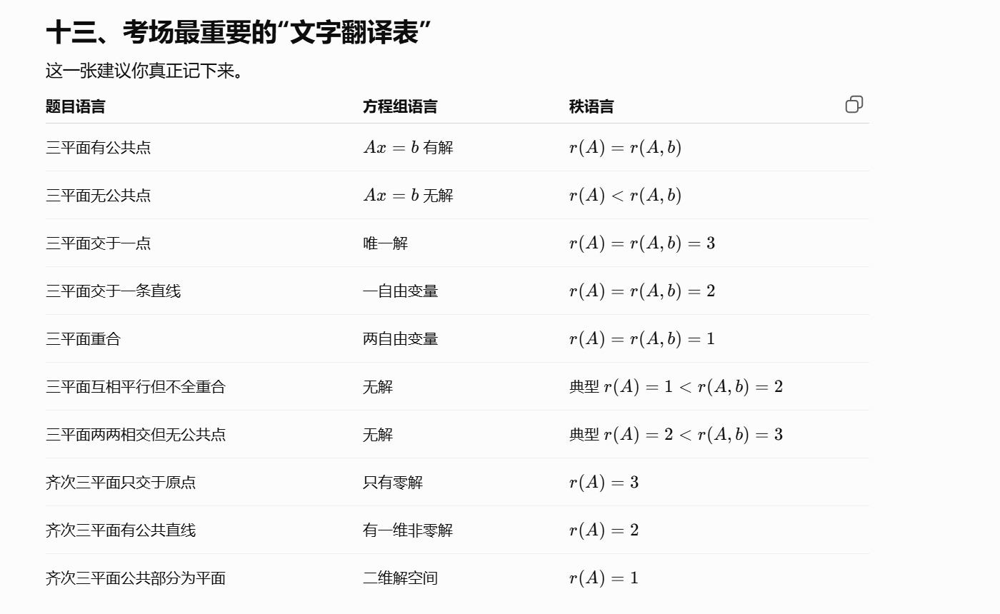 十三、考场最重要的“文字翻译表”
这一张建议你真正记下来。
题目语言 方程组语言 秩语言
三平面有公共点 Ax = b 有解 r(A) = r(A, b)
三平面无公共点 Ax = b 无解 r(A) < r(A, b)
三平面交于一点 唯一解 r(A) = r(A, b) = 3
三平面交于一条直线 一自由变量 r(A) = r(A, b) = 2
三平面重合 两自由变量 r(A) = r(A, b) = 1
三平面互相平行但不全重合 无解 典型 r(A) = 1 < r(A, b) = 2
三平面两两相交但无公共点 无解 典型 r(A) = 2 < r(A, b) = 3
齐次三平面只交于原点 只有零解 r(A) = 3
齐次三平面有公共直线 有一维非零解 r(A) = 2
齐次三平面公共部分为平面 二维解空间 r(A) = 1